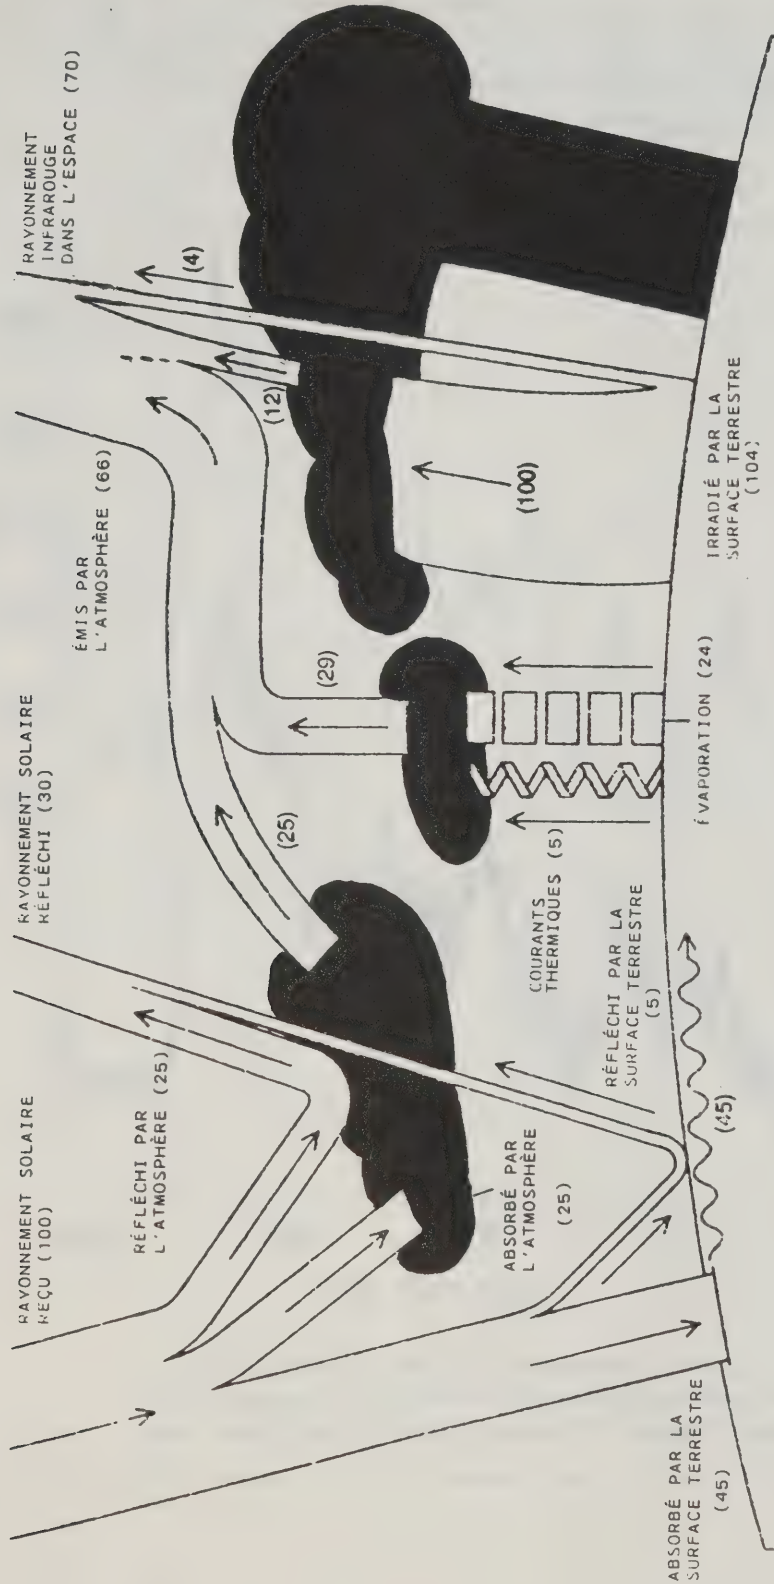 RAYONNEMENT SOLAIRE
REÇU (100)
RAYONNEMENT SOLAIRE
RÉFLÉCHI (30)
RAYONNEMENT
INFRAROUGE
DANS L'ESPACE (70)
RÉFLÉCHI PAR
L'ATMOSPHÈRE (25)
ÉMIS PAR
L'ATMOSPHÈRE (66)
(4)
(12)
(25)
(29)
(100)
ABSORBÉ PAR
L'ATMOSPHÈRE
(25)
COURANTS
THERMIQUES (5)
RÉFLÉCHI PAR LA
SURFACE TERRESTRE
(5)
ABSORBÉ PAR LA
SURFACE TERRESTRE
(45)
(45)
ÉVAPORATION (24)
IRRADIÉ PAR LA
SURFACE TERRESTRE
(104)